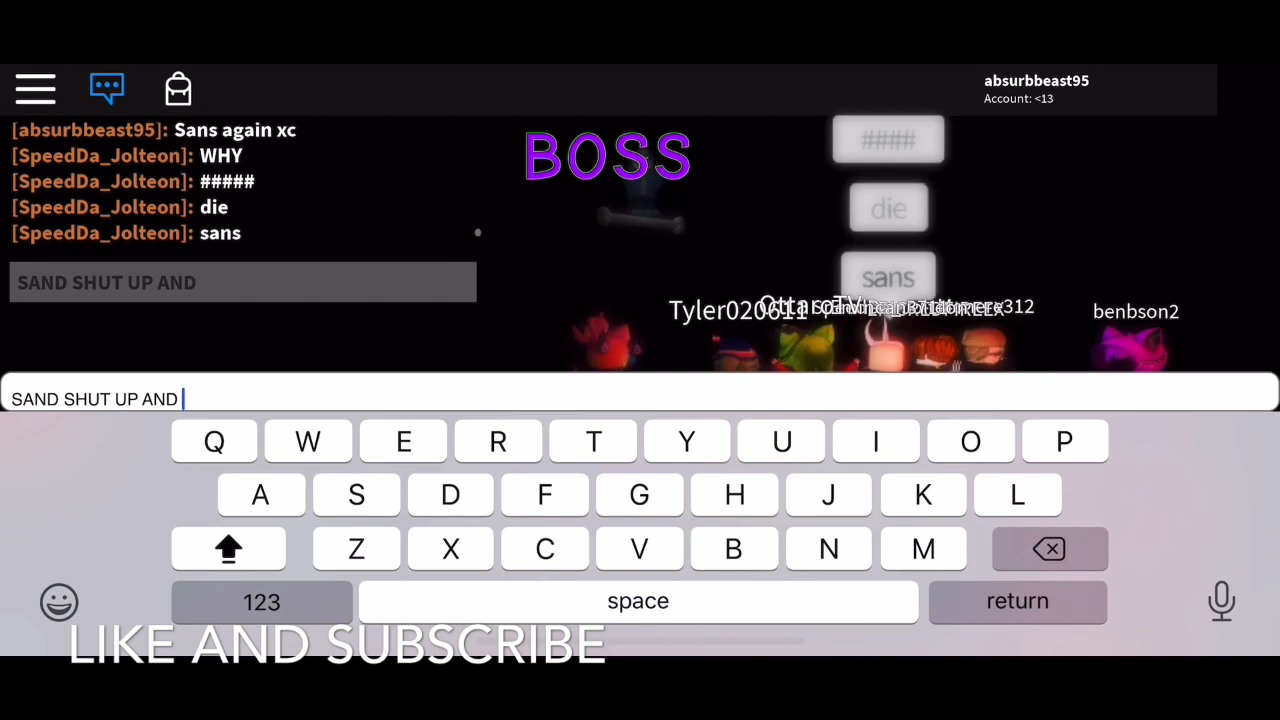 absurbbeast95
Account: <13
[absurbbeast95]: Sans again xc
[SpeedDa_Jolteon]: WHY
[SpeedDa_Jolteon]: #####
[SpeedDa_Jolteon]: die
[SpeedDa_Jolteon]: sans
SAND SHUT UP AND
BOSS
####
die
sans
Tyler020611
OttaroTV
benbson2
SAND SHUT UP AND
Q W E R T Y U I O P
A S D F G H J K L
Z X C V B N M
123 space return
LIKE AND SUBSCRIBE